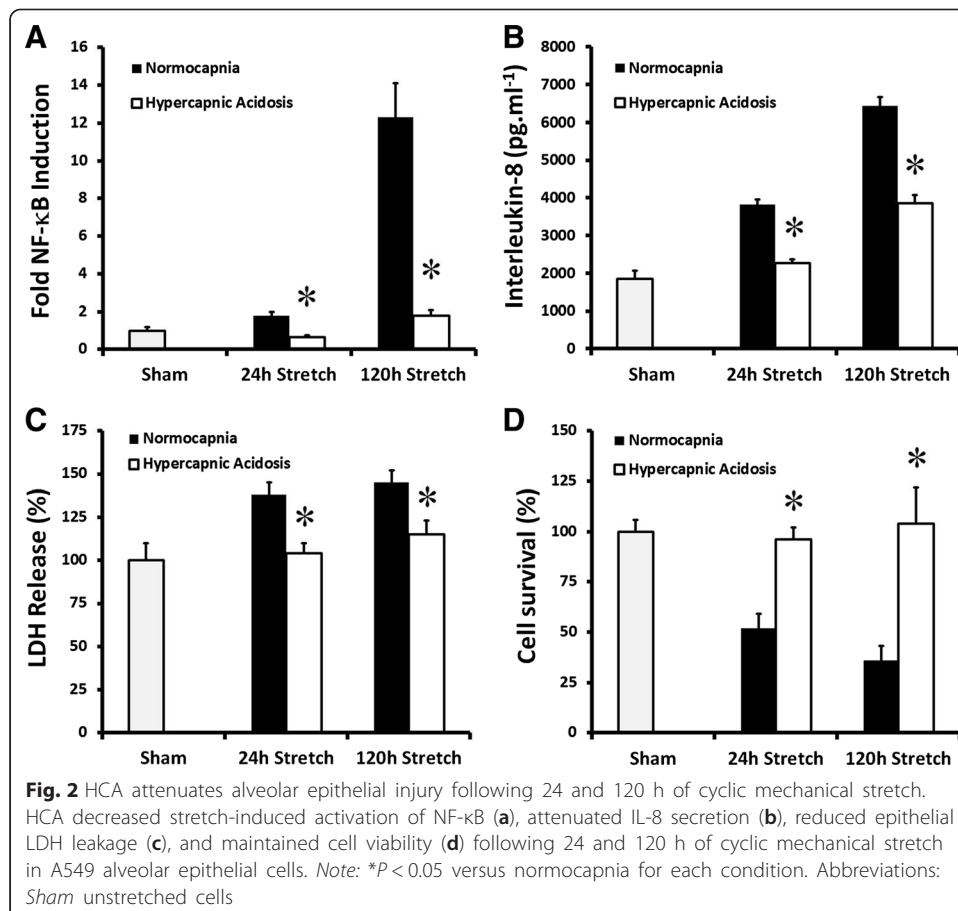 A
16
14
12
10
8
6
4
2
0
Fold NF-κB Induction
Normocapnia
Hypercapnic Acidosis
*
*
Sham
24h Stretch
120h Stretch
B
8000
7000
6000
5000
4000
3000
2000
1000
0
Interleukin-8 (pg.ml⁻¹)
Normocapnia
Hypercapnic Acidosis
*
*
Sham
24h Stretch
120h Stretch
C
175
150
125
100
75
50
25
0
LDH Release (%)
Normocapnia
Hypercapnic Acidosis
*
*
Sham
24h Stretch
120h Stretch
D
150
125
100
75
50
25
0
Cell survival (%)
Normocapnia
Hypercapnic Acidosis
*
*
Sham
24h Stretch
120h Stretch
Fig. 2 HCA attenuates alveolar epithelial injury following 24 and 120 h of cyclic mechanical stretch.
HCA decreased stretch-induced activation of NF-κB (a), attenuated IL-8 secretion (b), reduced epithelial
LDH leakage (c), and maintained cell viability (d) following 24 and 120 h of cyclic mechanical stretch
in A549 alveolar epithelial cells. Note: *P < 0.05 versus normocapnia for each condition. Abbreviations:
Sham unstretched cells